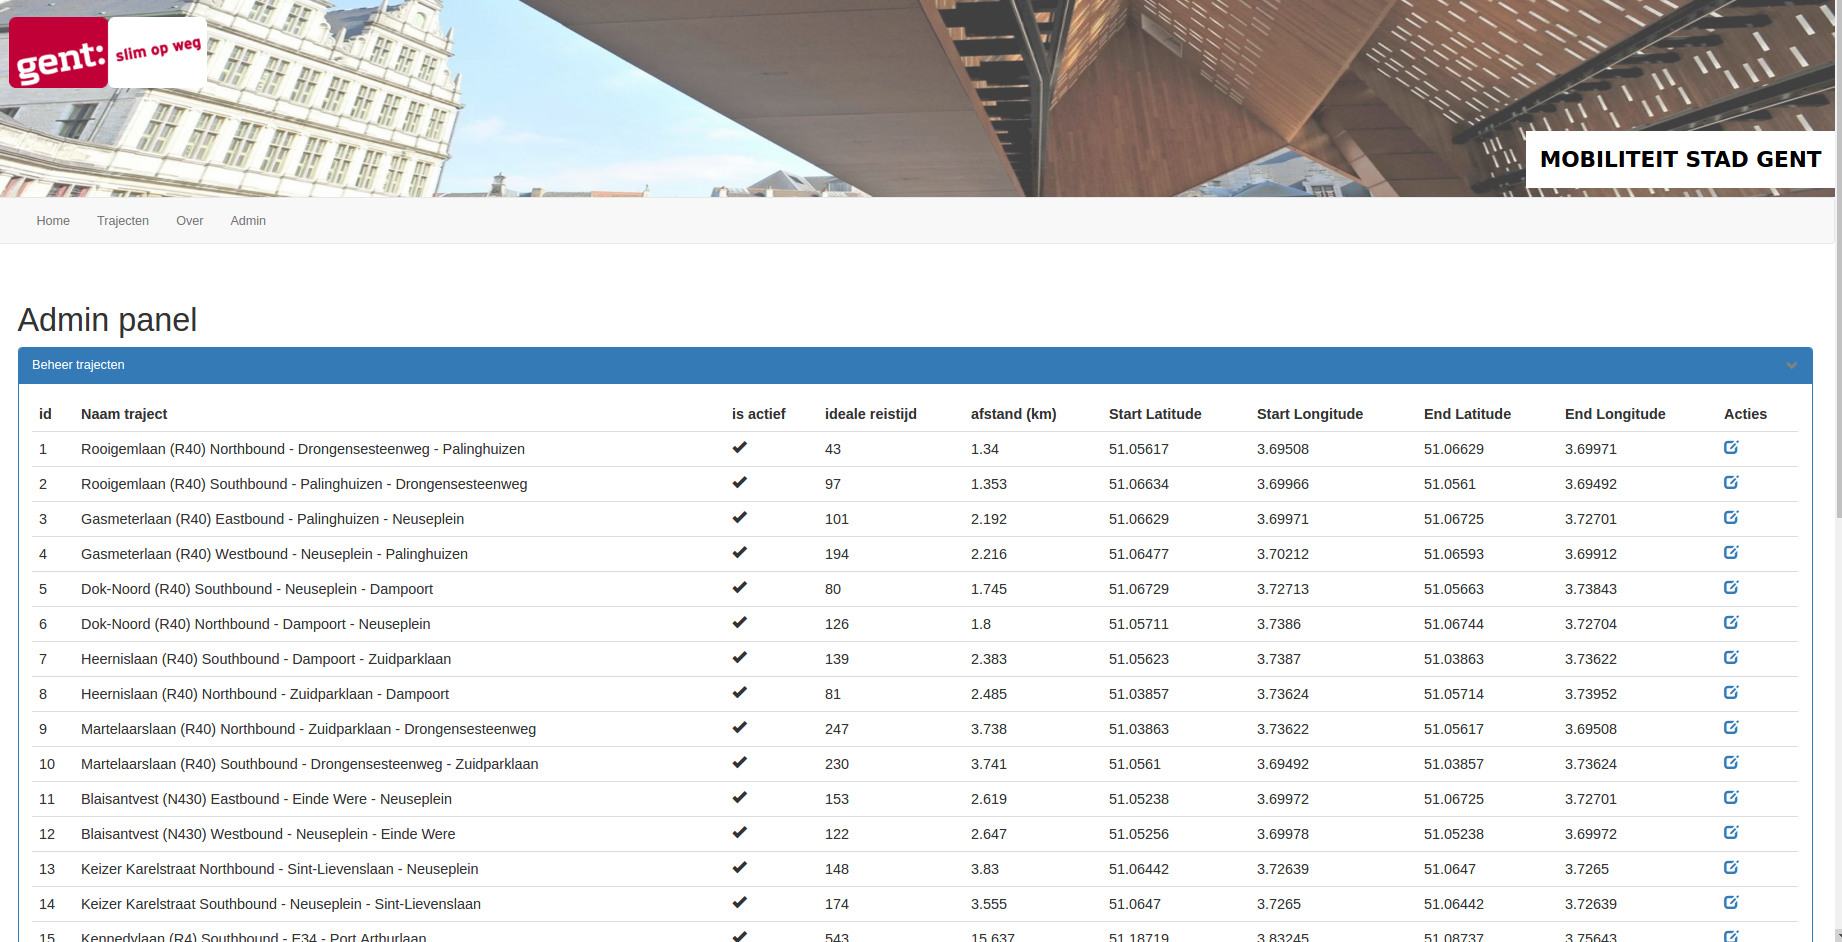 gent: slim op weg
MOBILITEIT STAD GENT
Home Trajecten Over Admin
Admin panel
Beheer trajecten
id Naam traject is actief ideale reistijd afstand (km) Start Latitude Start Longitude End Latitude End Longitude Acties
1 Rooigemlaan (R40) Northbound - Drongensesteenweg - Palinghuizen 43 1.34 51.05617 3.69508 51.06629 3.69971
2 Rooigemlaan (R40) Southbound - Palinghuizen - Drongensesteenweg 97 1.353 51.06634 3.69966 51.0561 3.69492
3 Gasmeterlaan (R40) Eastbound - Palinghuizen - Neuseplein 101 2.192 51.06629 3.69971 51.06725 3.72701
4 Gasmeterlaan (R40) Westbound - Neuseplein - Palinghuizen 194 2.216 51.06477 3.70212 51.06593 3.69912
5 Dok-Noord (R40) Southbound - Neuseplein - Dampoort 80 1.745 51.06729 3.72713 51.05663 3.73843
6 Dok-Noord (R40) Northbound - Dampoort - Neuseplein 126 1.8 51.05711 3.7386 51.06744 3.72704
7 Heernislaan (R40) Southbound - Dampoort - Zuidparklaan 139 2.383 51.05623 3.7387 51.03863 3.73622
8 Heernislaan (R40) Northbound - Zuidparklaan - Dampoort 81 2.485 51.03857 3.73624 51.05714 3.73952
9 Martelaarslaan (R40) Northbound - Zuidparklaan - Drongensesteenweg 247 3.738 51.03863 3.73622 51.05617 3.69508
10 Martelaarslaan (R40) Southbound - Drongensesteenweg - Zuidparklaan 230 3.741 51.0561 3.69492 51.03857 3.73624
11 Blaisantvest (N430) Eastbound - Einde Were - Neuseplein 153 2.619 51.05238 3.69972 51.06725 3.72701
12 Blaisantvest (N430) Westbound - Neuseplein - Einde Were 122 2.647 51.05256 3.69978 51.05238 3.69972
13 Keizer Karelstraat Northbound - Sint-Lievenslaan - Neuseplein 148 3.83 51.06442 3.72639 51.0647 3.7265
14 Keizer Karelstraat Southbound - Neuseplein - Sint-Lievenslaan 174 3.555 51.0647 3.7265 51.06442 3.72639
15 Kennedylaan (R4) Southbound - E34 - Port Arthurlaan 543 15.637 51.18719 3.83245 51.08737 3.75643